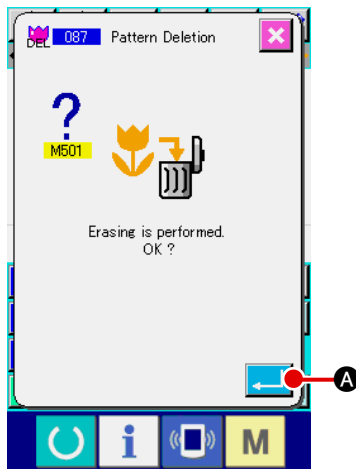 DEL 087 Pattern Deletion
?
M501
Erasing is performed.
OK ?
A
i
M